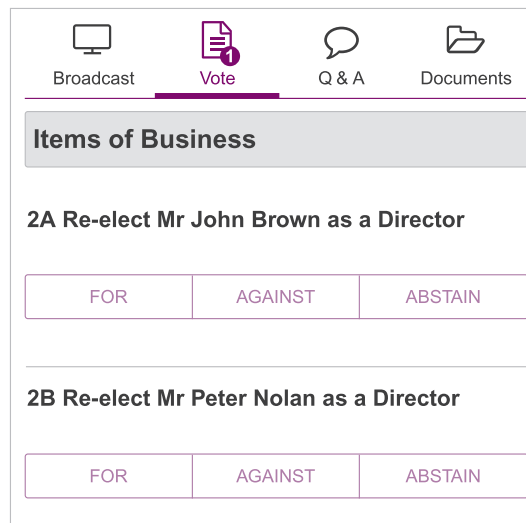 1
Broadcast Vote Q & A Documents
Items of Business
2A Re-elect Mr John Brown as a Director
FOR AGAINST ABSTAIN
2B Re-elect Mr Peter Nolan as a Director
FOR AGAINST ABSTAIN